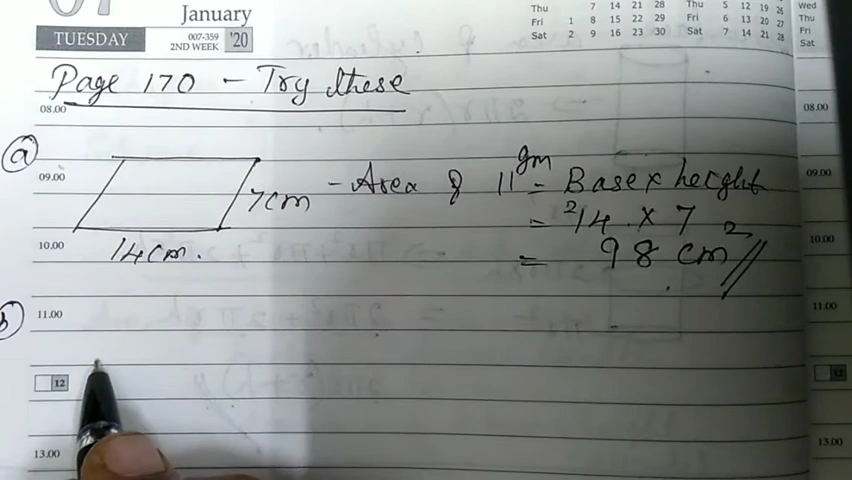 07
January
TUESDAY
007-359
2ND WEEK
'20
Thu 7 14 21 28
Fri 1 8 15 22 29
Sat 2 9 16 23 30
Thu 5 12 19 26
Fri 6 13 20 27
Sat 7 14 21 28
Wed
Thu
Fri
Sat
Page 170 - Try these
08.00 08.00
a
09.00 7cm - Area of 11gm = Base x height 09.00
= 214 x 7
10.00 14cm. = 98 cm2 // 10.00
b
11.00 11.00
12 12
13.00 13.00